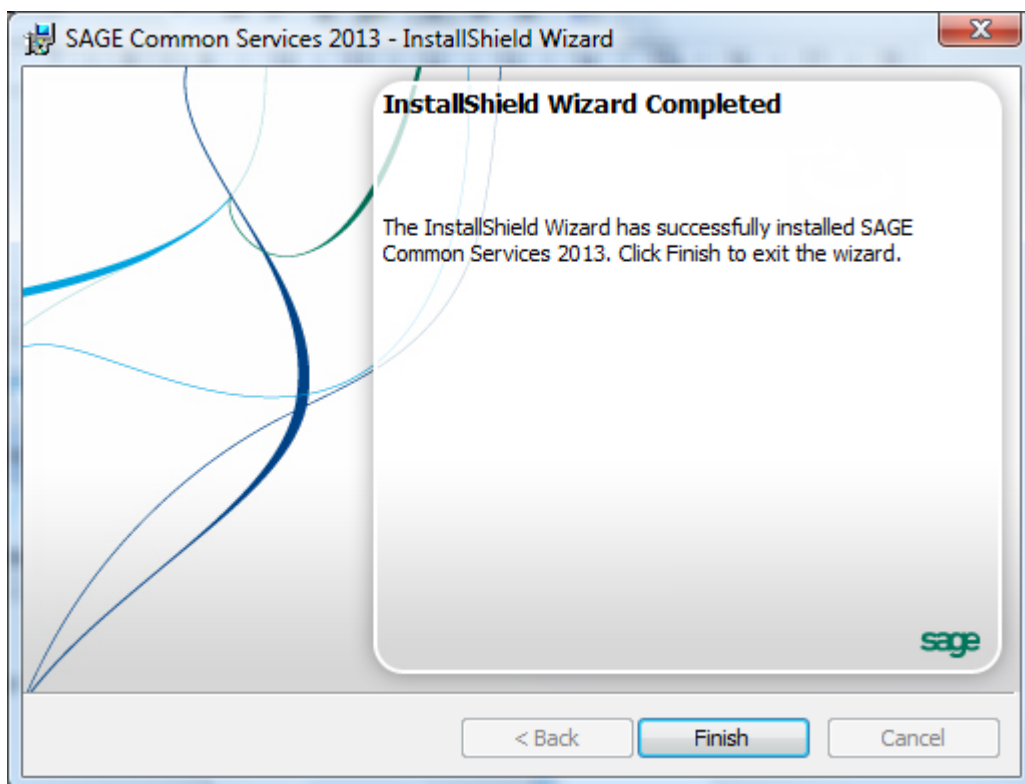 SAGE Common Services 2013 - InstallShield Wizard
InstallShield Wizard Completed
The InstallShield Wizard has successfully installed SAGE
Common Services 2013. Click Finish to exit the wizard.
sage
< Back
Finish
Cancel